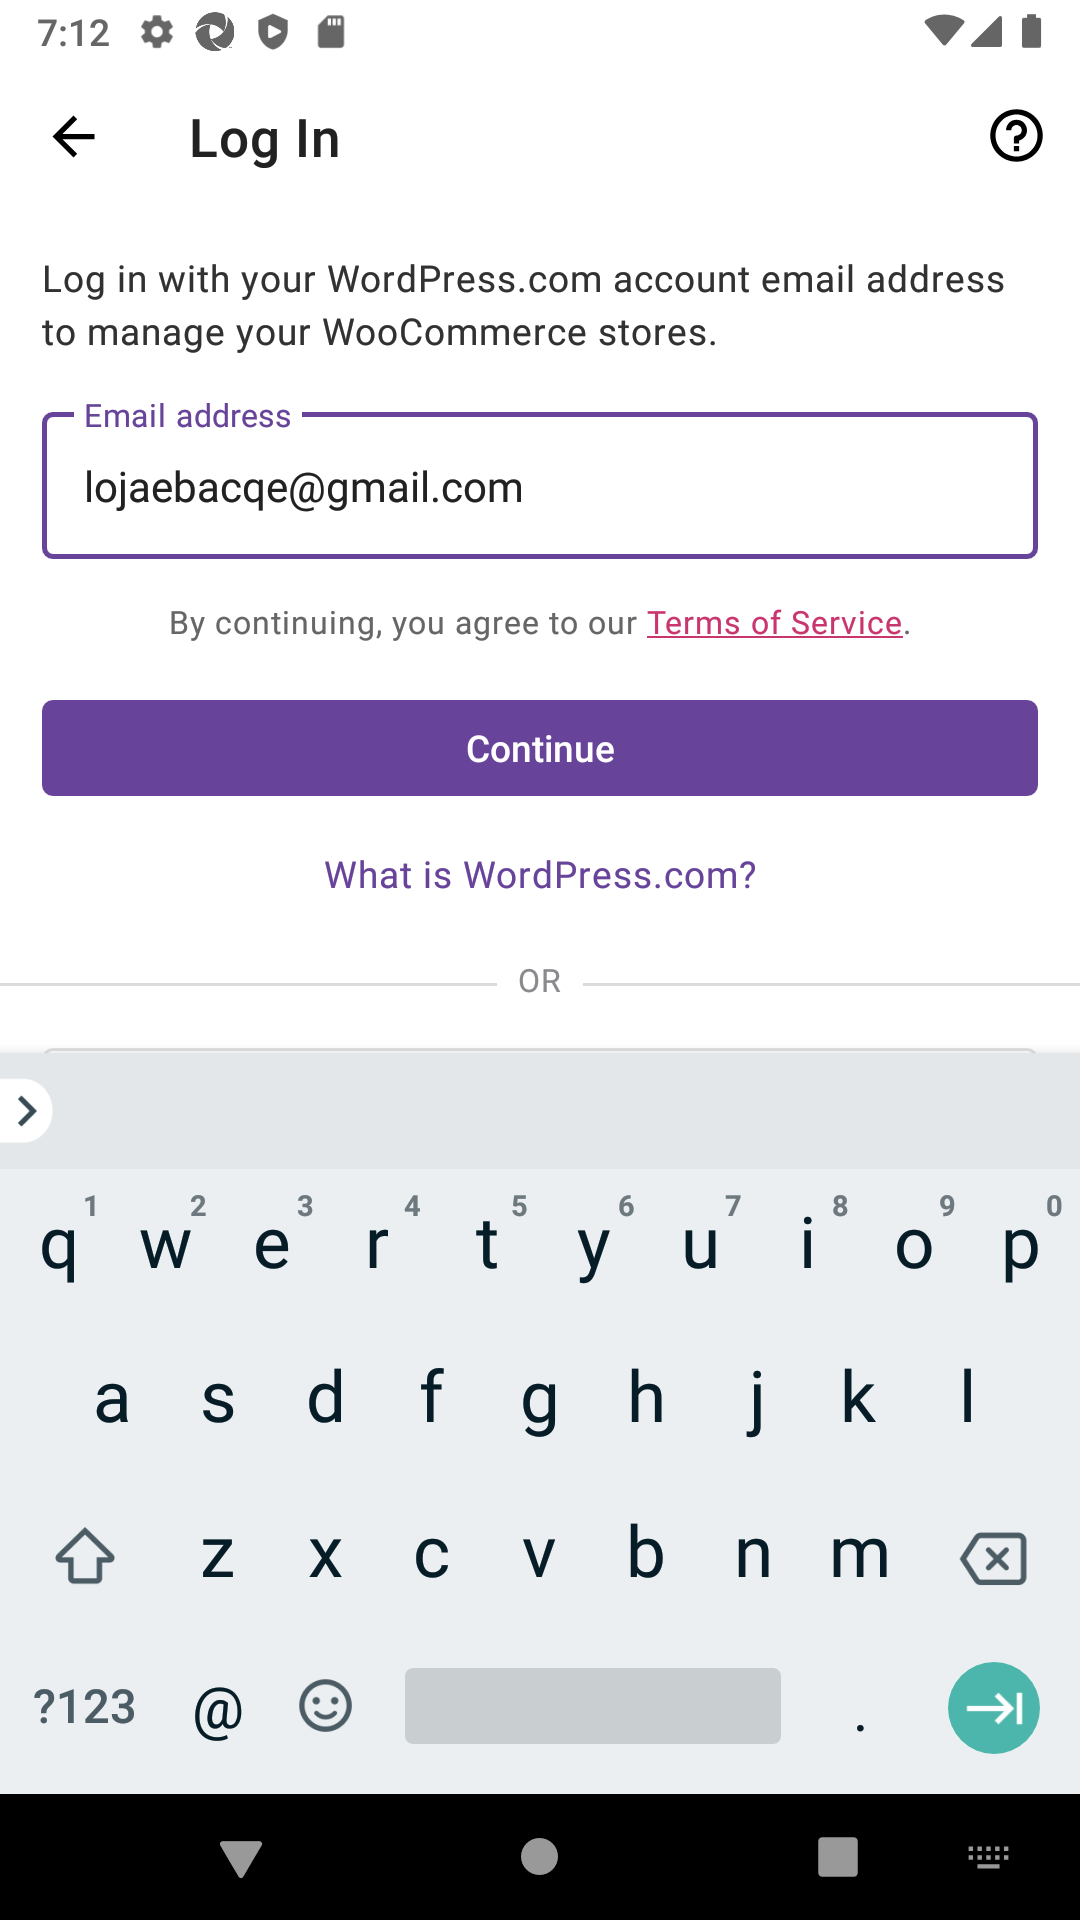 7:12
Log In
Log in with your WordPress.com account email address
to manage your WooCommerce stores.
Email address
lojaebacqe@gmail.com
By continuing, you agree to our Terms of Service.
Continue
What is WordPress.com?
OR
1 2 3 4 5 6 7 8 9 0
q w e r t y u i o p
a s d f g h j k l
z x c v b n m
?123 @ .